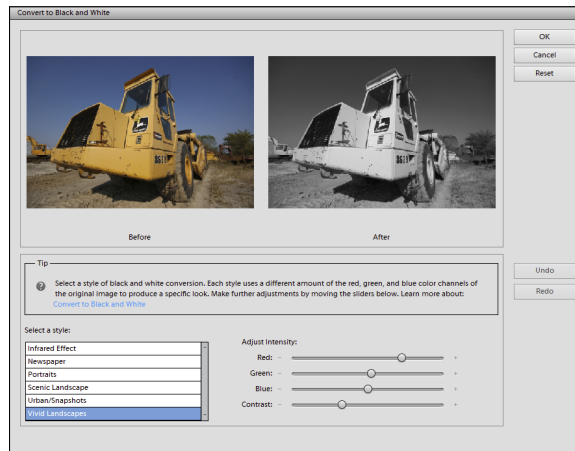 Convert to Black and White
OK
Cancel
Reset
Before
After
Tip
Select a style of black and white conversion. Each style uses a different amount of the red, green, and blue color channels of
the original image to produce a specific look. Make further adjustments by moving the sliders below. Learn more about:
Convert to Black and White
Undo
Redo
Select a style:
Infrared Effect
Newspaper
Portraits
Scenic Landscape
Urban/Snapshots
Vivid Landscapes
Adjust Intensity:
Red: - +
Green: - +
Blue: - +
Contrast: - +